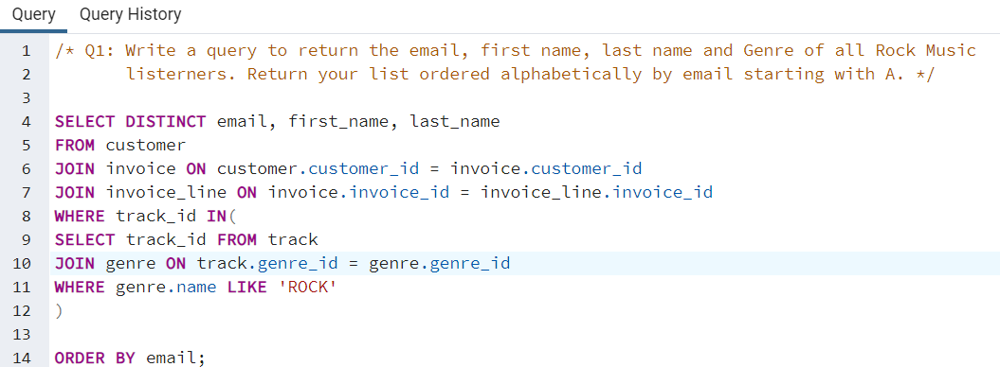 Query Query History
1 /* Q1: Write a query to return the email, first name, last name and Genre of all Rock Music
2 listerners. Return your list ordered alphabetically by email starting with A. */
3
4 SELECT DISTINCT email, first_name, last_name
5 FROM customer
6 JOIN invoice ON customer.customer_id = invoice.customer_id
7 JOIN invoice_line ON invoice.invoice_id = invoice_line.invoice_id
8 WHERE track_id IN(
9 SELECT track_id FROM track
10 JOIN genre ON track.genre_id = genre.genre_id
11 WHERE genre.name LIKE 'ROCK'
12 )
13
14 ORDER BY email;